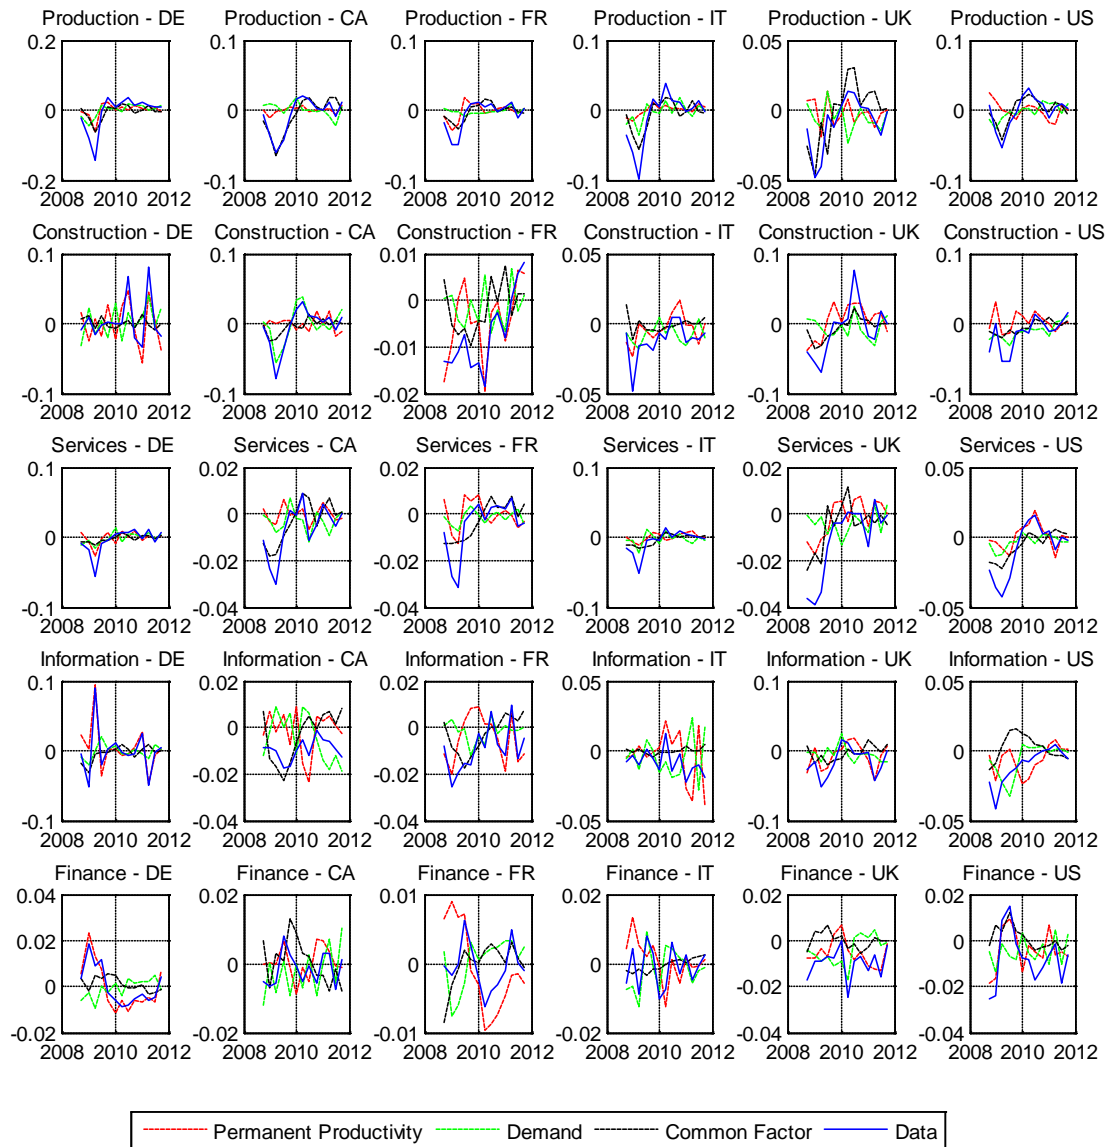 Production - DE Production - CA Production - FR Production - IT Production - UK Production - US
0.2 0.1 0.1 0.1 0.05 0.1
0 0 0 0 0 0
-0.2 -0.1 -0.1 -0.1 -0.05 -0.1
2008 2010 2012 2008 2010 2012 2008 2010 2012 2008 2010 2012 2008 2010 2012 2008 2010 2012
Construction - DE Construction - CA Construction - FR Construction - IT Construction - UK Construction - US
0.1 0.1 0.01 0.05 0.1 0.1
0 0 0 0 0 0
-0.01
-0.1 -0.1 -0.02 -0.05 -0.1 -0.1
2008 2010 2012 2008 2010 2012 2008 2010 2012 2008 2010 2012 2008 2010 2012 2008 2010 2012
Services - DE Services - CA Services - FR Services - IT Services - UK Services - US
0.1 0.02 0.02 0.1 0.02 0.05
0 0 0 0 0 0
-0.02 -0.02 -0.02
-0.1 -0.04 -0.04 -0.1 -0.04 -0.05
2008 2010 2012 2008 2010 2012 2008 2010 2012 2008 2010 2012 2008 2010 2012 2008 2010 2012
Information - DE Information - CA Information - FR Information - IT Information - UK Information - US
0.1 0.02 0.02 0.05 0.1 0.05
0 0 0 0 0 0
-0.02 -0.02
-0.1 -0.04 -0.04 -0.05 -0.1 -0.05
2008 2010 2012 2008 2010 2012 2008 2010 2012 2008 2010 2012 2008 2010 2012 2008 2010 2012
Finance - DE Finance - CA Finance - FR Finance - IT Finance - UK Finance - US
0.04 0.02 0.01 0.02 0.02 0.02
0.02 0 0
0 0 0 0
-0.02 -0.02
-0.02 -0.02 -0.01 -0.02 -0.04 -0.04
2008 2010 2012 2008 2010 2012 2008 2010 2012 2008 2010 2012 2008 2010 2012 2008 2010 2012
Permanent Productivity Demand Common Factor Data